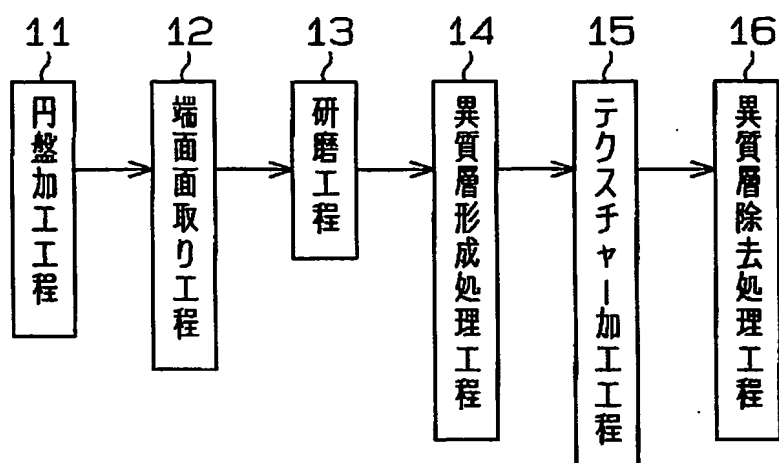 11
円盤加工工程
12
端面面取り工程
13
研磨工程
14
異質層形成処理工程
15
テクスチャー加工工程
16
異質層除去処理工程